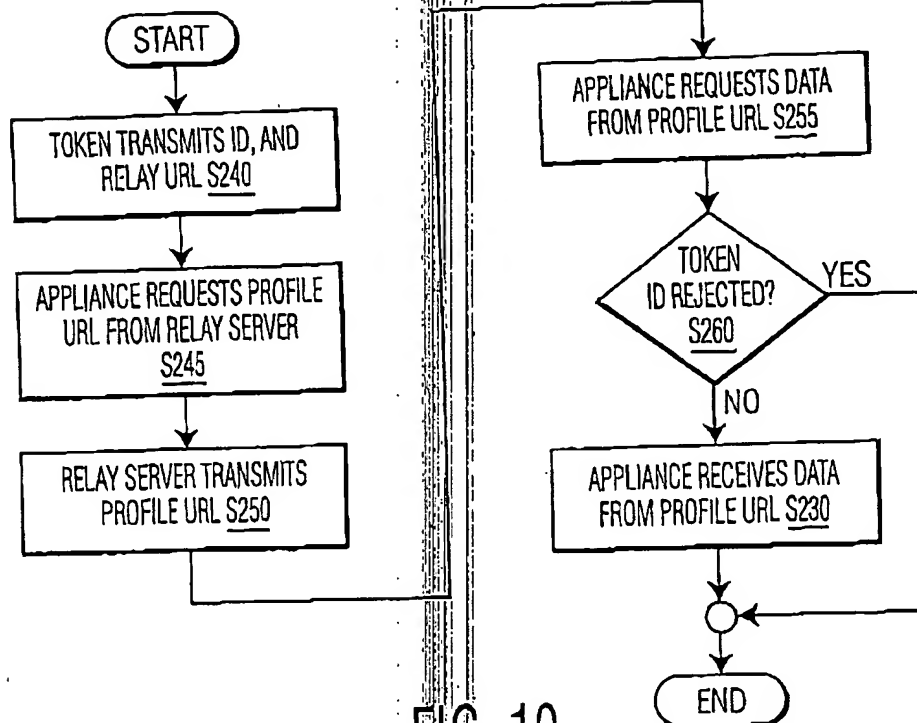 START
TOKEN TRANSMITS ID, AND
RELAY URL S240
APPLIANCE REQUESTS PROFILE
URL FROM RELAY SERVER
S245
RELAY SERVER TRANSMITS
PROFILE URL S250
APPLIANCE REQUESTS DATA
FROM PROFILE URL S255
TOKEN
ID REJECTED?
S260
YES
NO
APPLIANCE RECEIVES DATA
FROM PROFILE URL S230
END
FIG. 10